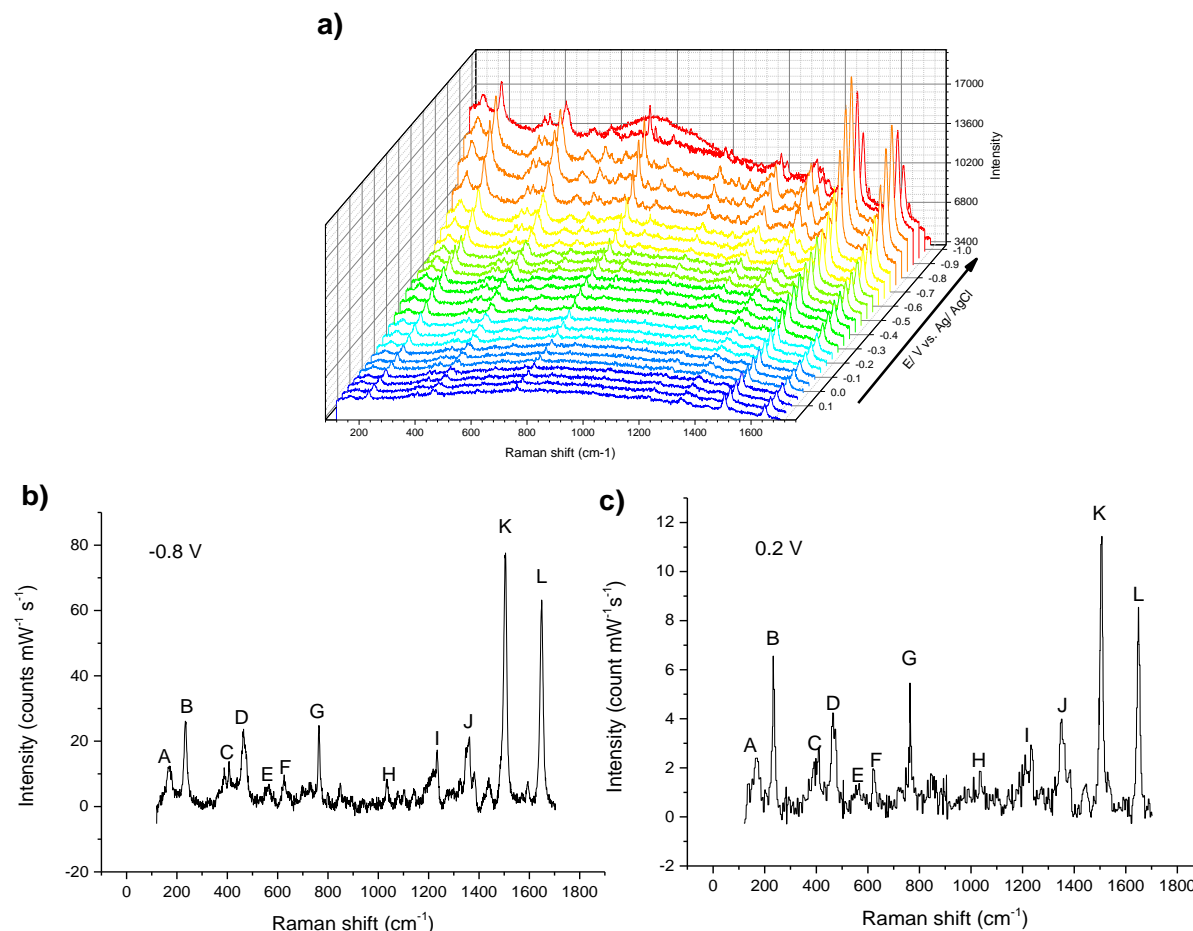 a)
17000
13600
10200
6800
3400
Intensity
-1.0
-0.9
-0.8
-0.7
-0.6
-0.5
-0.4
-0.3
-0.2
-0.1
0.0
0.1
E/ V vs. Ag/ AgCl
200 400 600 800 1000 1200 1400 1600
Raman shift (cm-1)
b)
-0.8 V
80
60
40
20
0
-20
Intensity (counts mW⁻¹ s⁻¹)
A B C D E F G H I J K L
0 200 400 600 800 1000 1200 1400 1600 1800
Raman shift (cm⁻¹)
c)
0.2 V
12
10
8
6
4
2
0
-2
Intensity (count mW⁻¹s⁻¹)
A B C D E F G H I J K L
0 200 400 600 800 1000 1200 1400 1600 1800
Raman shift (cm⁻¹)